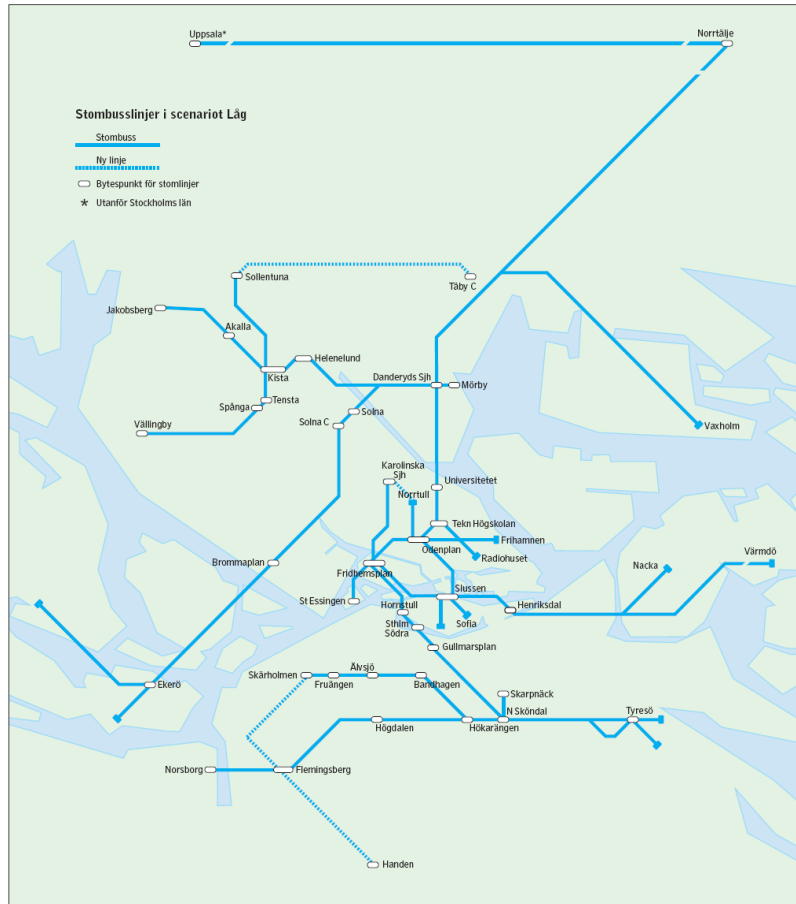 Uppsala*
Norrtälje
Stombusslinjer i scenariot Låg
Stombuss
Ny linje
Bytespunkt för stomlinjer
* Utanför Stockholms län
Sollentuna
Täby C
Jakobsberg
Akalla
Helenelund
Kista
Danderyds Sjh
Mörby
Tensta
Spånga
Solna
Solna C
Vällingby
Vaxholm
Karolinska
Sjh
Universitetet
Norrtull
Tekn Högskolan
Odenplan
Frihamnen
Radiohuset
Brommaplan
Fridhemsplan
Värmdö
Nacka
Slussen
St Essingen
Hornstull
Henriksdal
Sthlm
Södra
Sofia
Gullmarsplan
Skärholmen
Älvsjö
Fruängen
Bandhagen
Ekerö
Skarpnäck
N Sköndal
Tyresö
Högdalen
Hökarängen
Norsborg
Flemingsberg
Handen